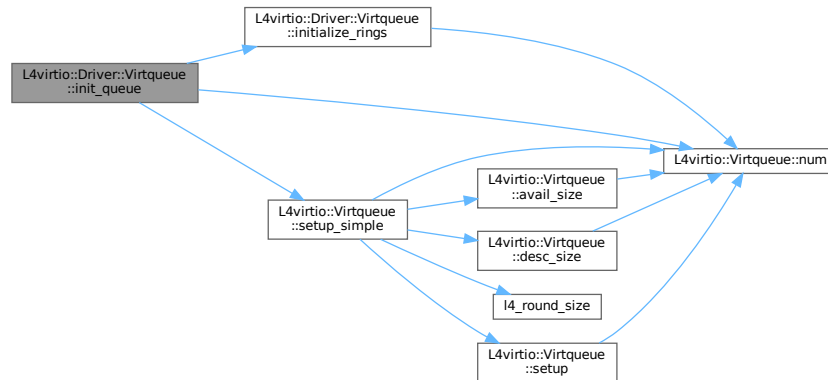 L4virtio::Driver::Virtqueue
::initialize_rings
L4virtio::Driver::Virtqueue
::init_queue
L4virtio::Virtqueue::num
L4virtio::Virtqueue
::avail_size
L4virtio::Virtqueue
::setup_simple
L4virtio::Virtqueue
::desc_size
l4_round_size
L4virtio::Virtqueue
::setup